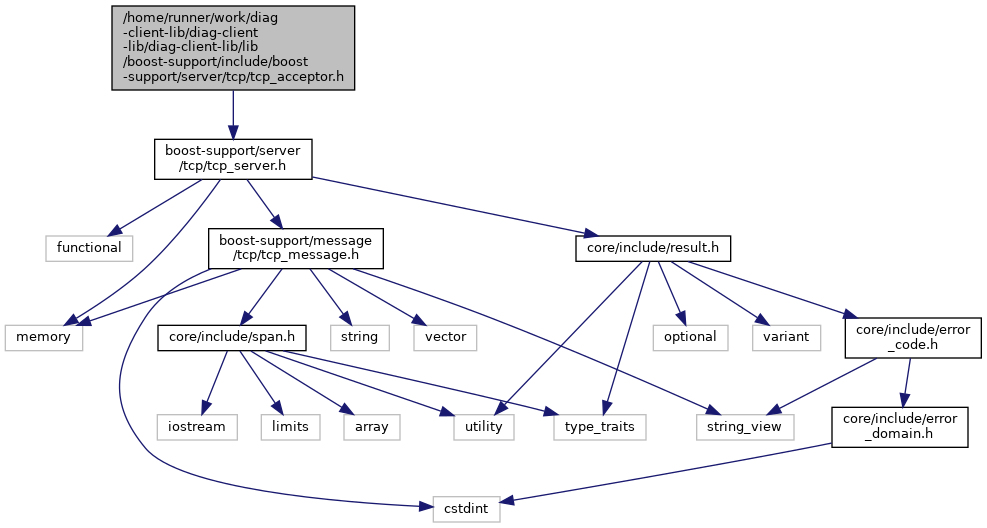 /home/runner/work/diag
-client-lib/diag-client
-lib/diag-client-lib/lib
/boost-support/include/boost
-support/server/tcp/tcp_acceptor.h
boost-support/server
/tcp/tcp_server.h
functional
boost-support/message
/tcp/tcp_message.h
core/include/result.h
memory
core/include/span.h
string
vector
optional
variant
core/include/error
_code.h
iostream
limits
array
utility
type_traits
string_view
core/include/error
_domain.h
cstdint